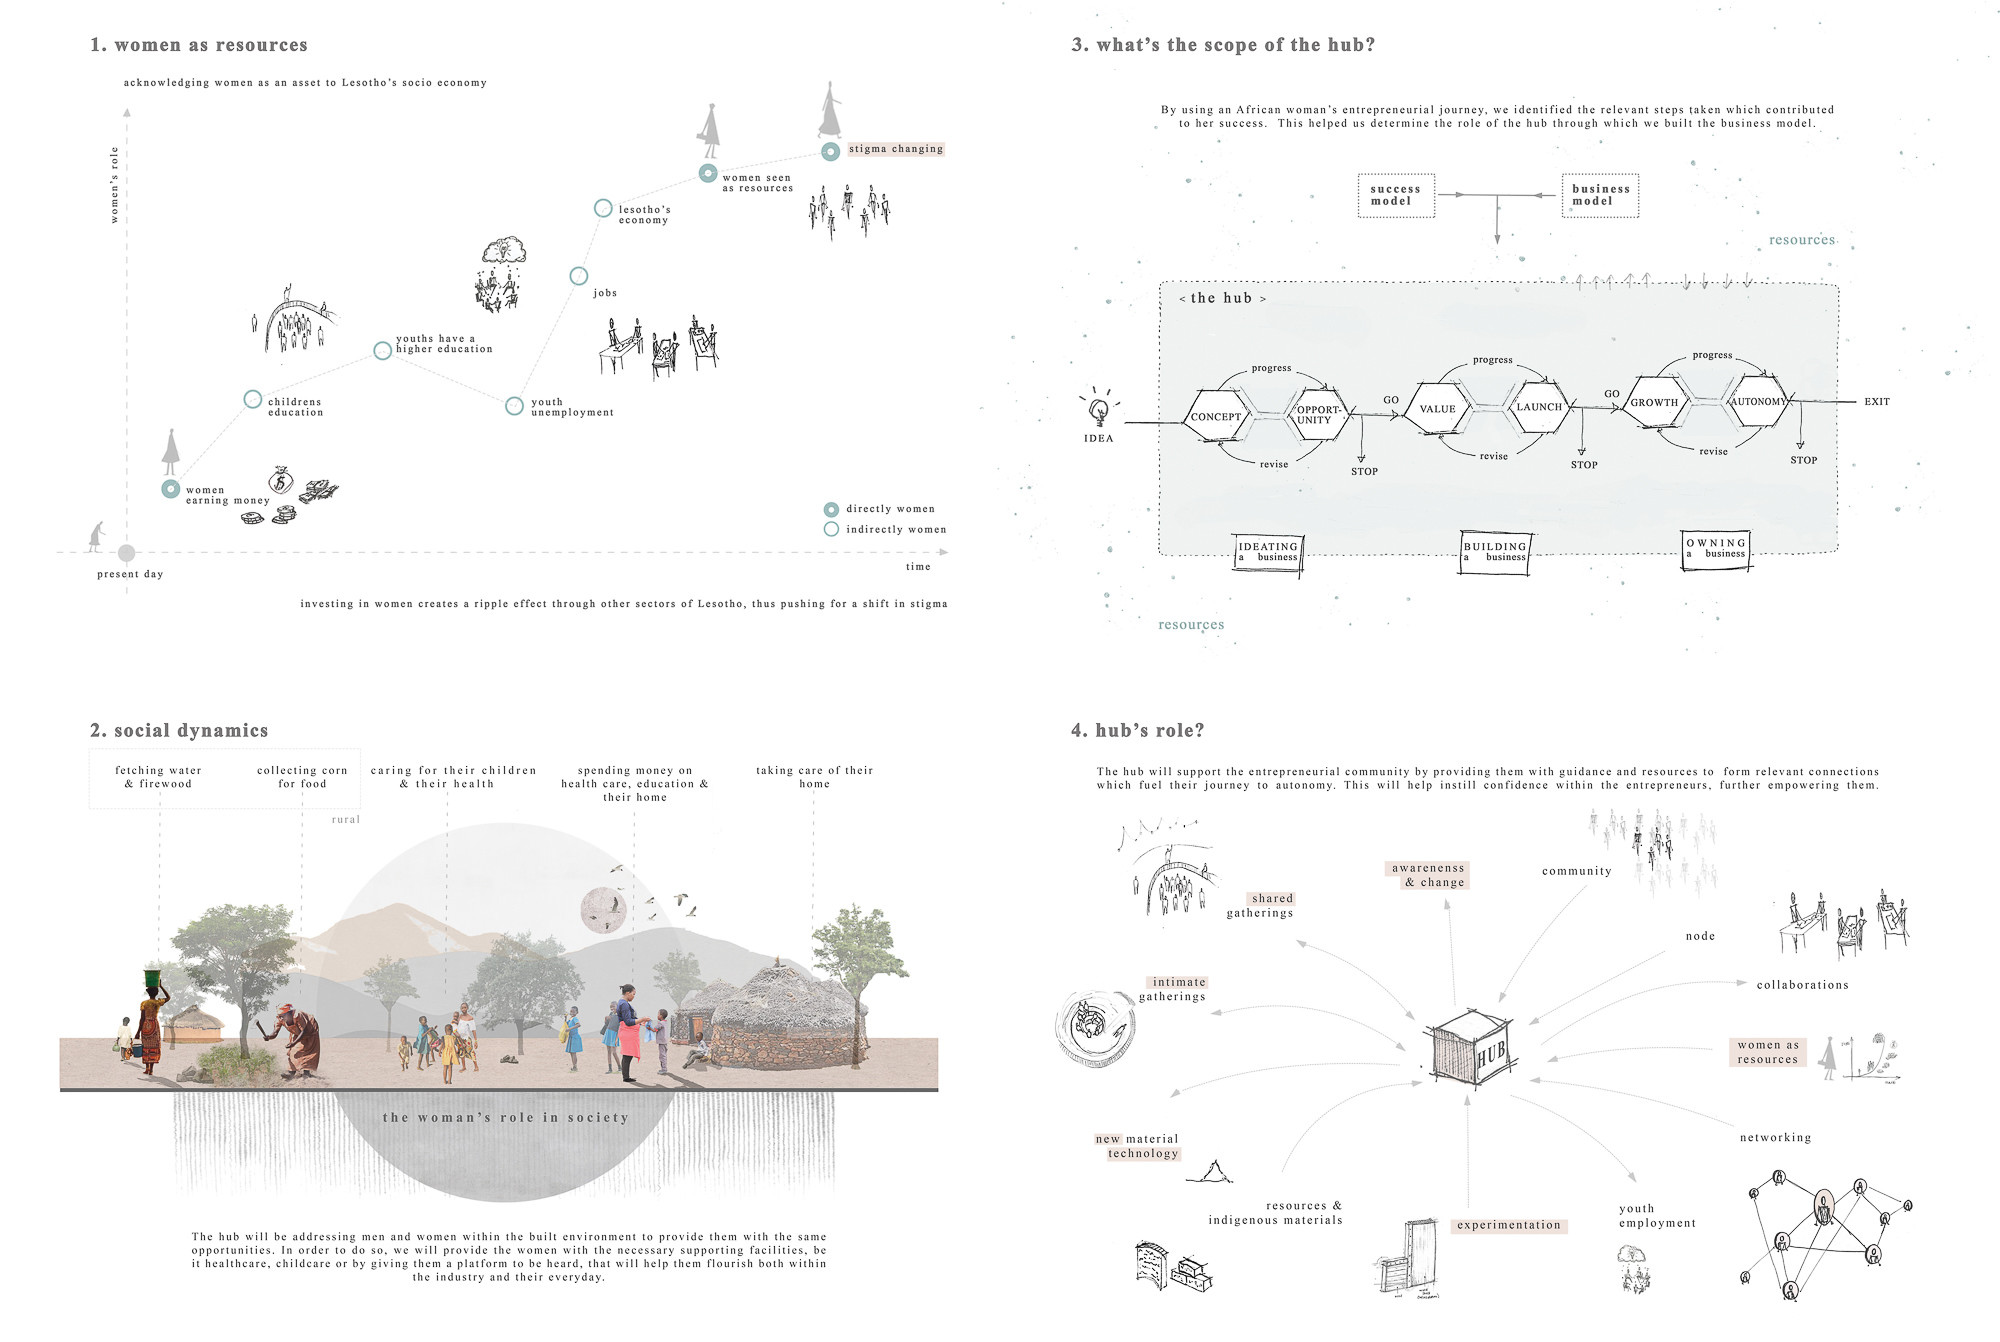 1. women as resources
acknowledging women as an asset to Lesotho's socio economy
women's role
stigma changing
women seen
as resources
lesotho's
economy
jobs
youths have a
higher education
childrens
education
youth
unemployment
women
earning money
$
directly women
indirectly women
present day
time
investing in women creates a ripple effect through other sectors of Lesotho, thus pushing for a shift in stigma
3. what's the scope of the hub?
By using an African woman's entrepreneurial journey, we identified the relevant steps taken which contributed
to her success. This helped us determine the role of the hub through which we built the business model.
success
model
business
model
resources
< the hub >
IDEA
CONCEPT
progress
OPPORT-
UNITY
revise
STOP
GO
VALUE
progress
LAUNCH
revise
STOP
GO
GROWTH
progress
AUTONOMY
revise
STOP
EXIT
IDEATING
a business
BUILDING
a business
OWNING
a business
resources
2. social dynamics
fetching water
& firewood
collecting corn
for food
rural
caring for their children
& their health
spending money on
health care, education &
their home
taking care of their
home
the woman's role in society
The hub will be addressing men and women within the built environment to provide them with the same
opportunities. In order to do so, we will provide the women with the necessary supporting facilities, be
it healthcare, childcare or by giving them a platform to be heard, that will help them flourish both within
the industry and their everyday.
4. hub's role?
The hub will support the entrepreneurial community by providing them with guidance and resources to form relevant connections
which fuel their journey to autonomy. This will help instill confidence within the entrepreneurs, further empowering them.
shared
gatherings
awarenenss
& change
community
node
collaborations
intimate
gatherings
HUB
women as
resources
new material
technology
networking
resources &
indigenous materials
experimentation
youth
employment